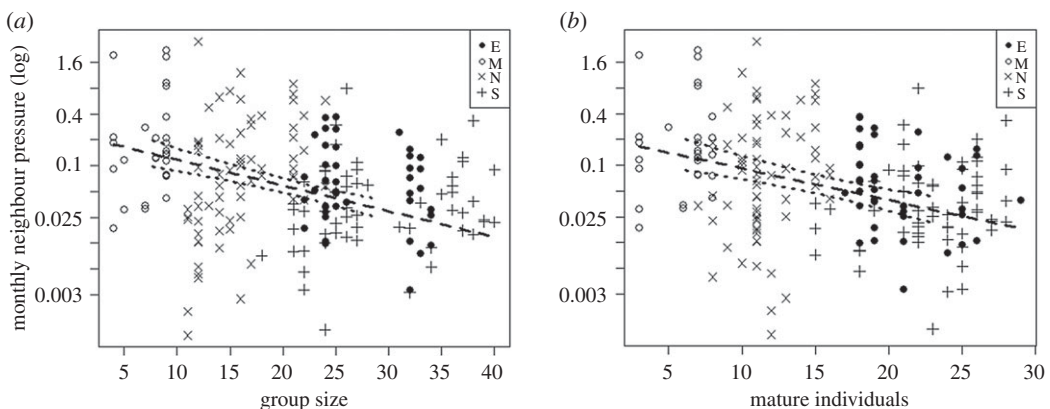 (a)
monthly neighbour pressure (log)
1.6
0.4
0.1
0.025
0.003
5 10 15 20 25 30 35 40
group size
E
M
N
S
(b)
1.6
0.4
0.1
0.025
0.003
5 10 15 20 25 30
mature individuals
E
M
N
S